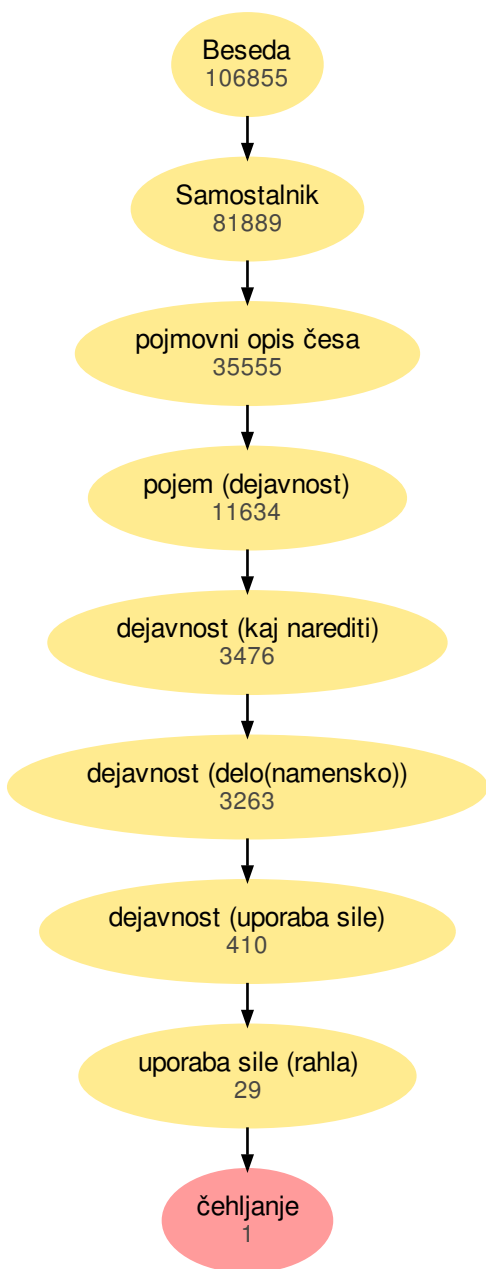 Beseda
106855
Samostalnik
81889
pojmovni opis česa
35555
pojem (dejavnost)
11634
dejavnost (kaj narediti)
3476
dejavnost (delo(namensko))
3263
dejavnost (uporaba sile)
410
uporaba sile (rahla)
29
čehljanje
1